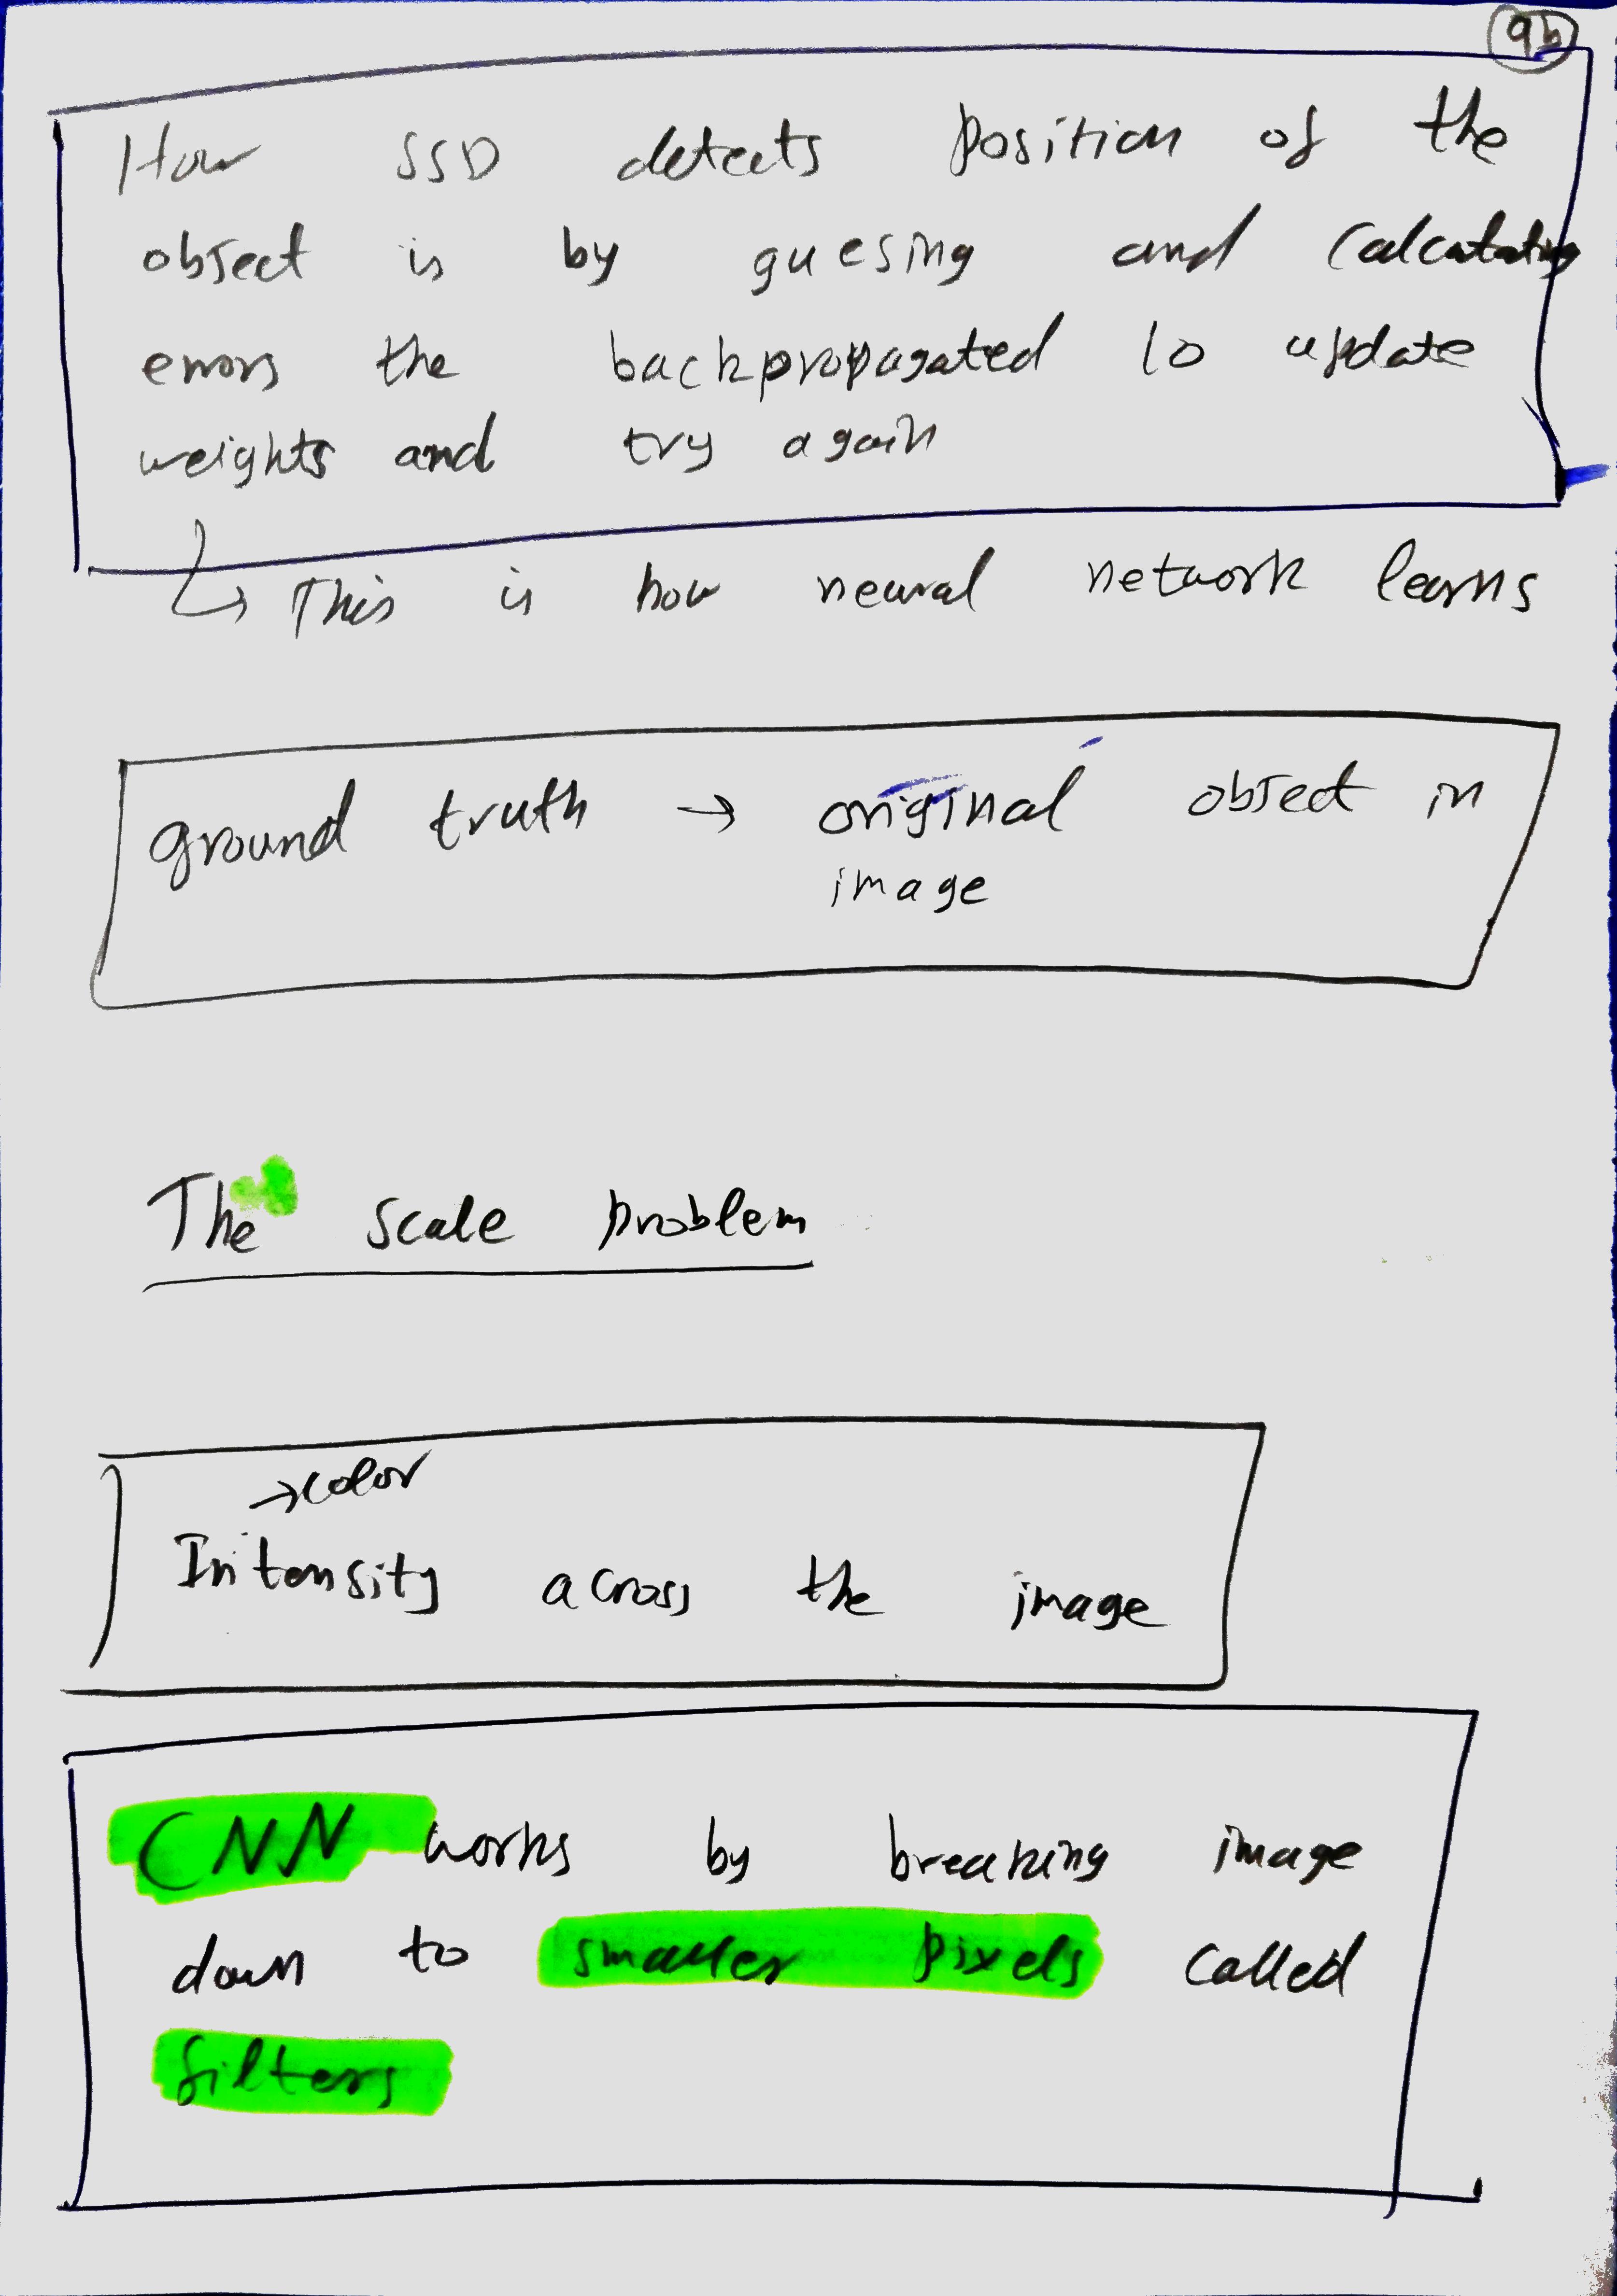 9b
How SSD detects position of the
object is by guesing and Calculating
errors the backpropagated to update
weights and try again
↳ This is how neural network learns
ground truth → original object in
image
The scale problem
→ color
Intensity across the image
CNN works by breaking image
down to smaller pixels called
filters